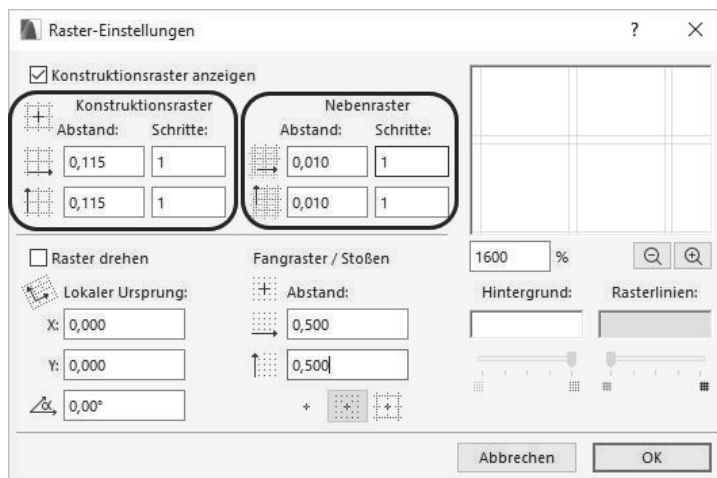 Raster-Einstellungen
? ×
Konstruktionsraster anzeigen
Konstruktionsraster
Abstand: Schritte:
0,115 1
0,115 1
Nebenraster
Abstand: Schritte:
0,010 1
0,010 1
Raster drehen
Lokaler Ursprung:
X: 0,000
Y: 0,000
α 0,00°
Fangraster / Stoßen
Abstand:
0,500
0,500
1600 %
Hintergrund: Rasterlinien:
Abbrechen OK